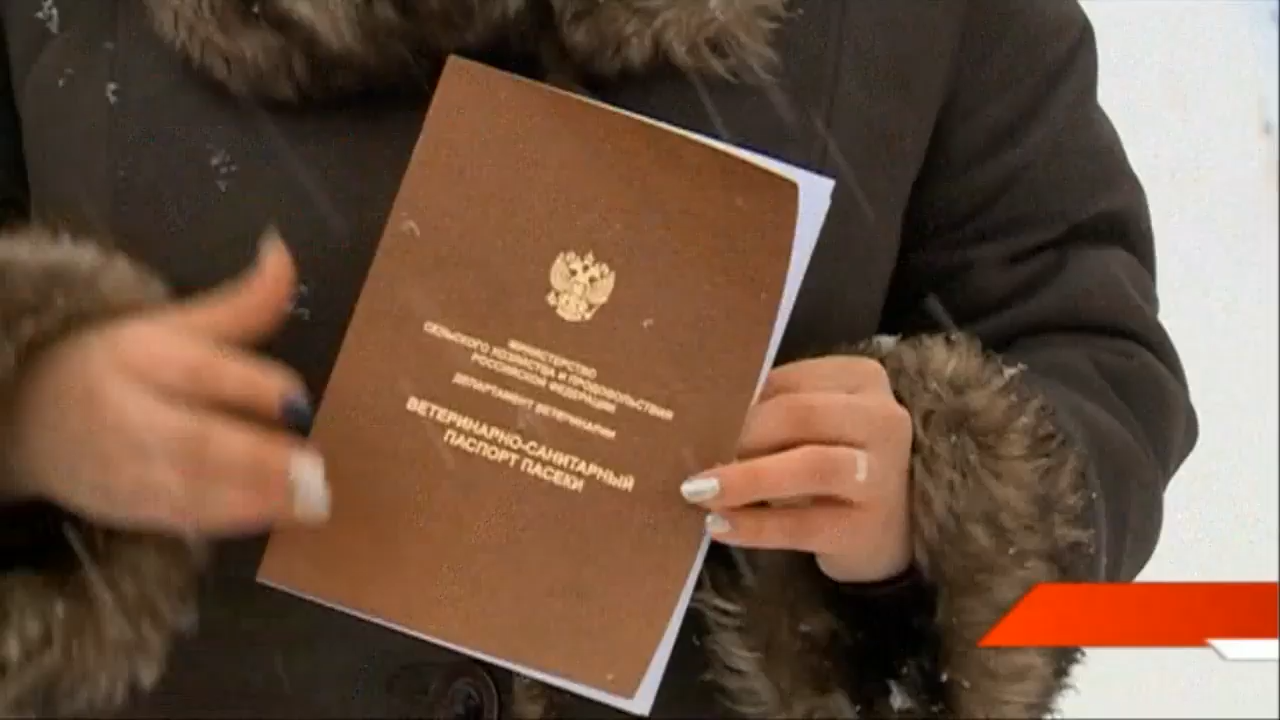 МИНИСТЕРСТВО
СЕЛЬСКОГО ХОЗЯЙСТВА И ПРОДОВОЛЬСТВИЯ
РОССИЙСКОЙ ФЕДЕРАЦИИ
ДЕПАРТАМЕНТ ВЕТЕРИНАРИИ
ВЕТЕРИНАРНО-САНИТАРНЫЙ
ПАСПОРТ ПАСЕКИ